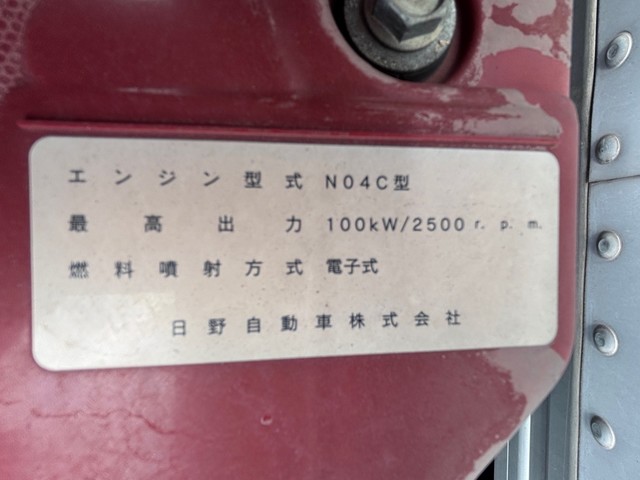 エンジン型式 N04C型
最高出力 100kW/2500 r. p. m.
燃料噴射方式 電子式
日野自動車株式会社